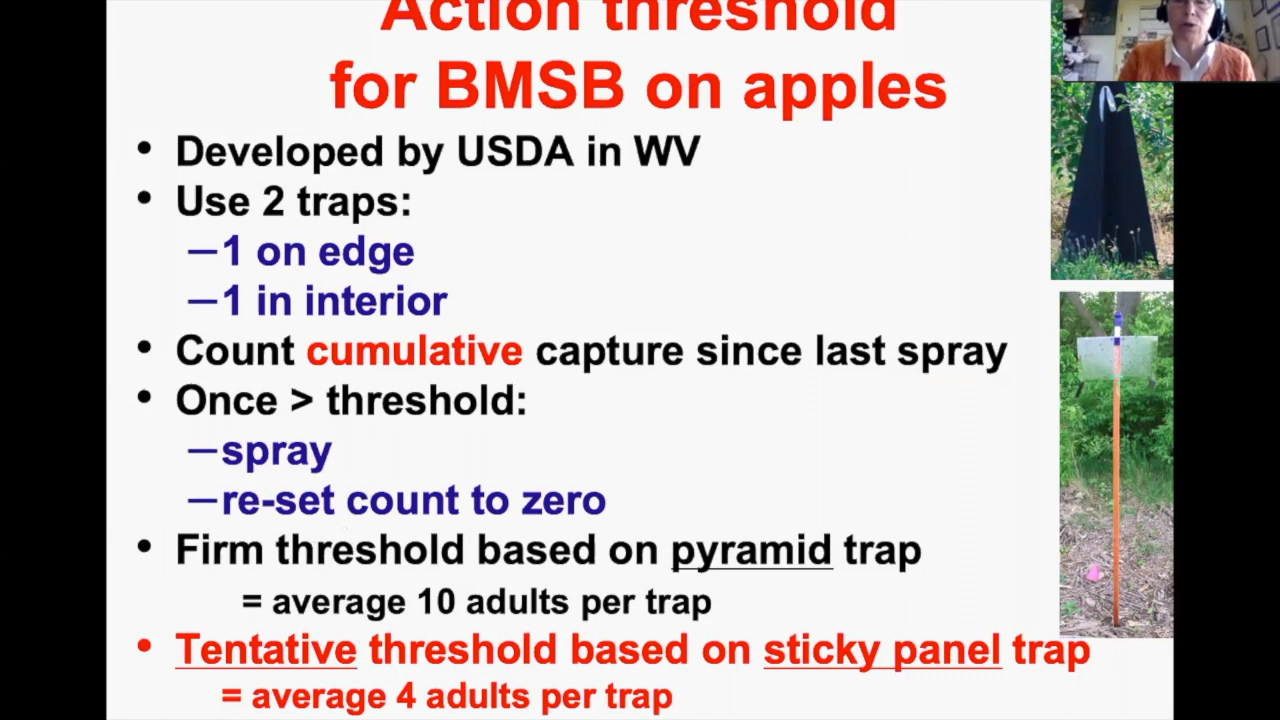 Action threshold
for BMSB on apples
• Developed by USDA in WV
• Use 2 traps:
–1 on edge
–1 in interior
• Count cumulative capture since last spray
• Once > threshold:
–spray
–re-set count to zero
• Firm threshold based on pyramid trap
= average 10 adults per trap
• Tentative threshold based on sticky panel trap
= average 4 adults per trap